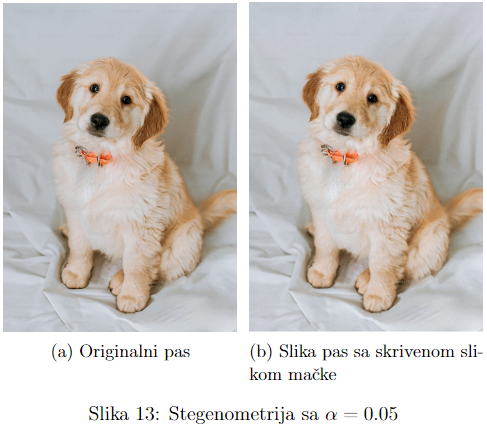 (a) Originalni pas
(b) Slika pas sa skrivenom sli-
kom mačke
Slika 13: Stegenometrija sa α = 0.05